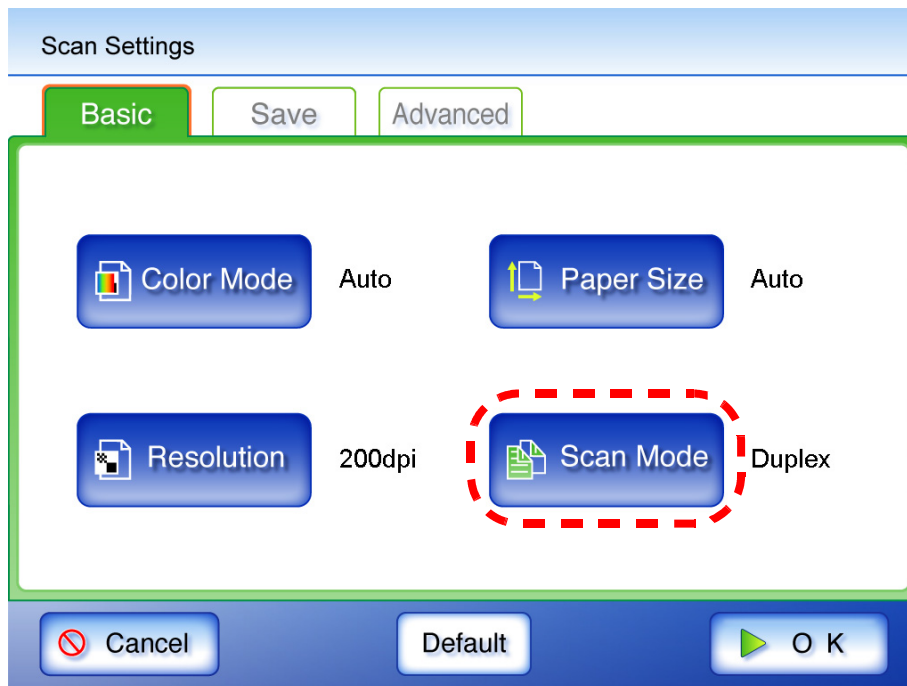 Scan Settings
Basic Save Advanced
Color Mode Auto Paper Size Auto
Resolution 200dpi Scan Mode Duplex
Cancel Default O K